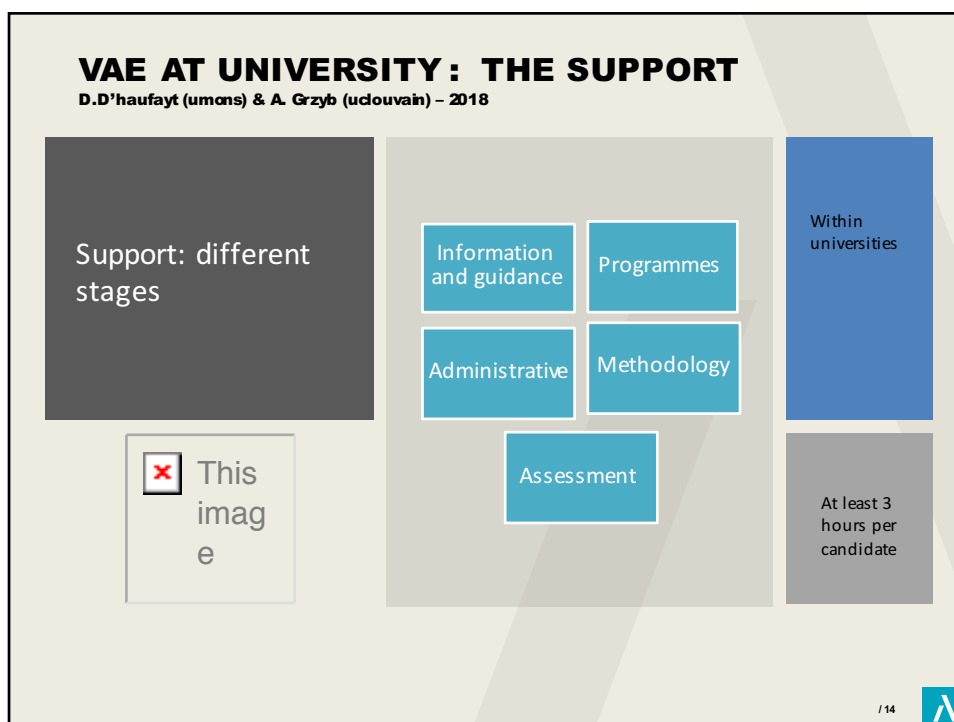 VAE AT UNIVERSITY : THE SUPPORT
D.D'haufayt (umons) & A. Grzyb (uclouvain) – 2018
Support: different
stages
Information
and guidance
Programmes
Administrative
Methodology
Assessment
Within
universities
At least 3
hours per
candidate
This
imag
e
/ 14